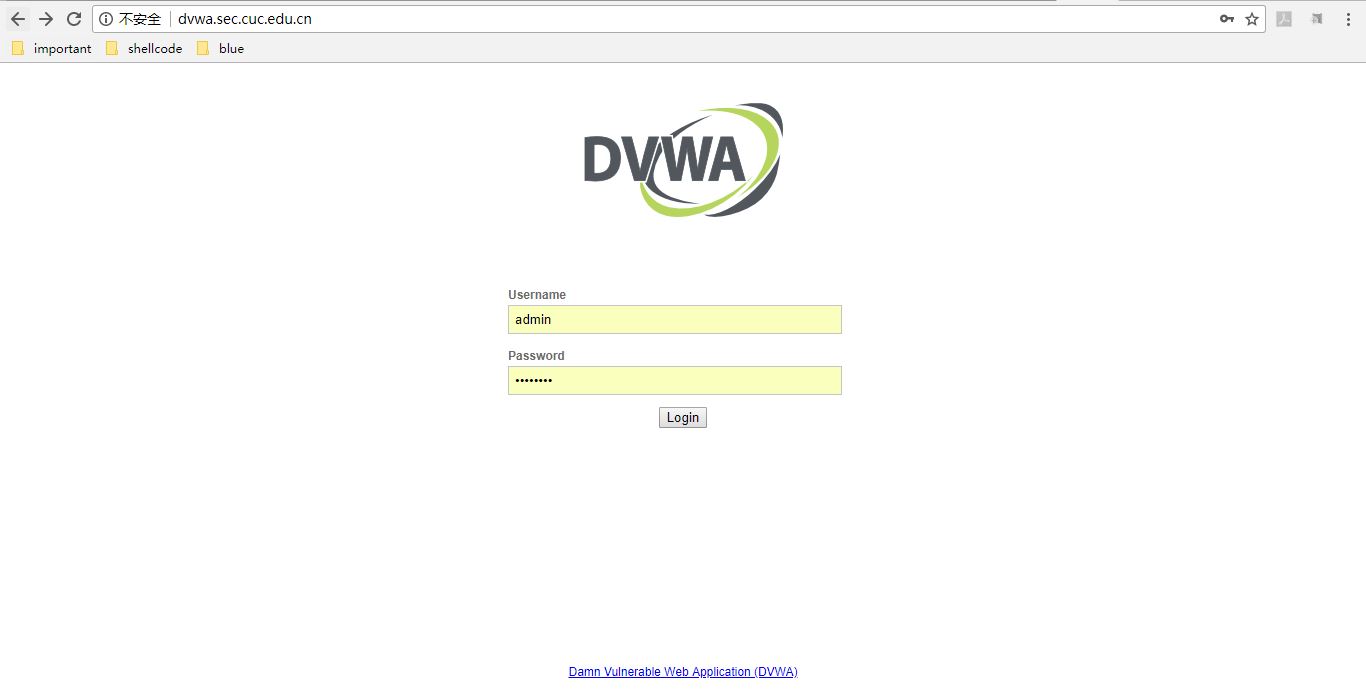 不安全 dvwa.sec.cuc.edu.cn
important shellcode blue
DVWA
Username
admin
Password
••••••••
Login
Damn Vulnerable Web Application (DVWA)